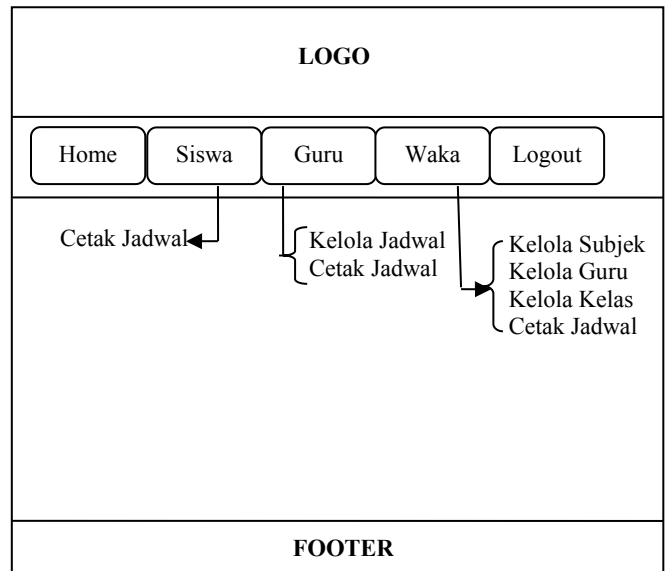 LOGO
Home Siswa Guru Waka Logout
Cetak Jadwal
Kelola Jadwal
Cetak Jadwal
Kelola Subjek
Kelola Guru
Kelola Kelas
Cetak Jadwal
FOOTER